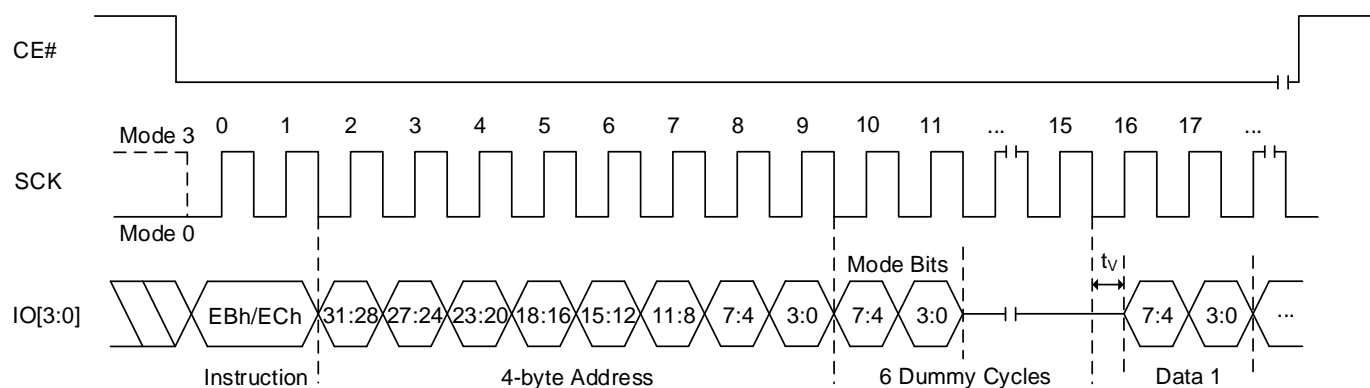 CE#
0 1 2 3 4 5 6 7 8 9 10 11 ... 15 16 17 ...
Mode 3
SCK
Mode 0
Mode Bits
tV
IO[3:0]
EBh/ECh 31:28 27:24 23:20 18:16 15:12 11:8 7:4 3:0 7:4 3:0 7:4 3:0 ...
Instruction 4-byte Address 6 Dummy Cycles Data 1